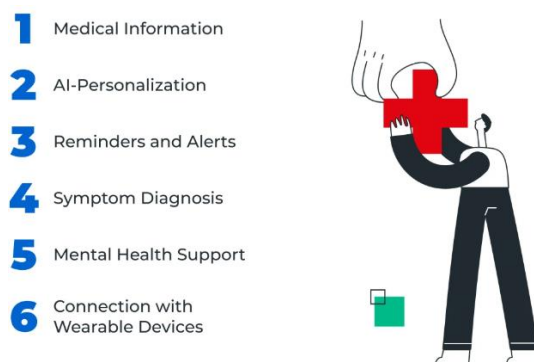 1 Medical Information
2 AI-Personalization
3 Reminders and Alerts
4 Symptom Diagnosis
5 Mental Health Support
6 Connection with
Wearable Devices